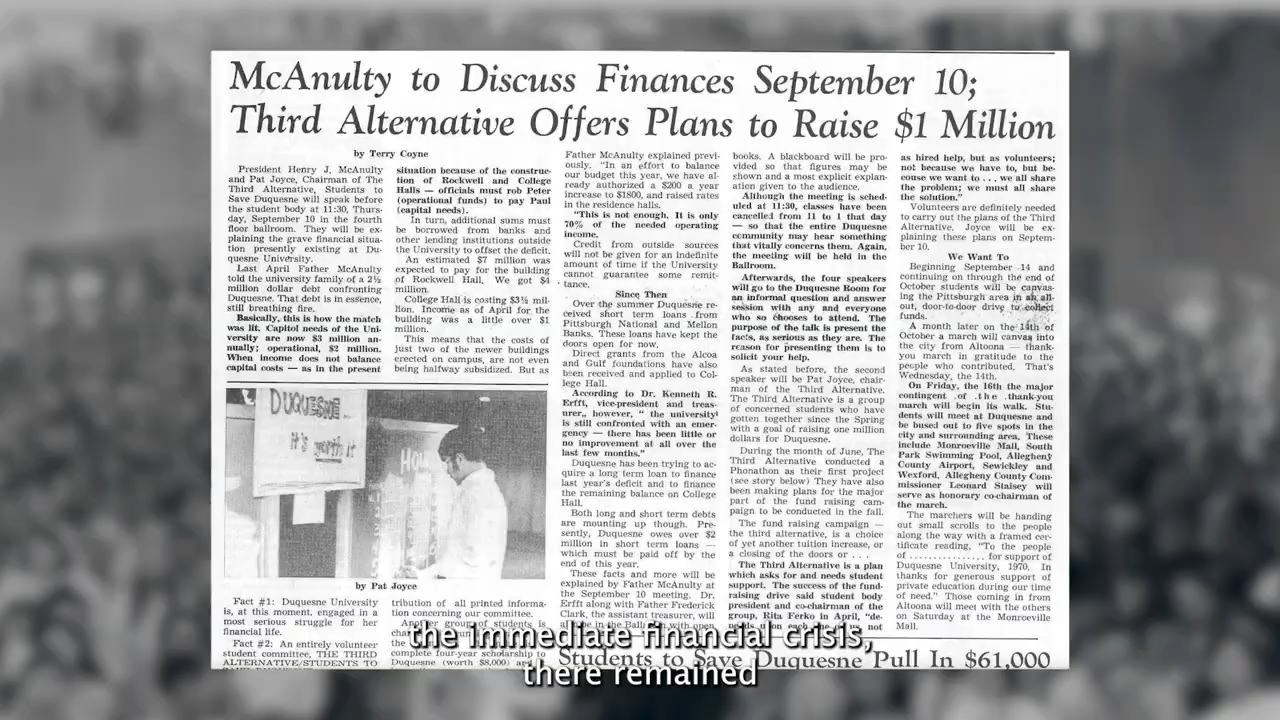 McAnulty to Discuss Finances September 10;
Third Alternative Offers Plans to Raise $1 Million
by Terry Coyne
President Henry J. McAnulty
and Pat Joyce, Chairman of The
Third Alternative, Students to
Save Duquesne will speak before
the student body at 11:30, Thurs-
day, September 10 in the fourth
floor ballroom. They will be ex-
plaining the grave financial situa-
tion presently existing at Du-
quesne University.
Last April Father McAnulty
told the university family of a 2½
million dollar debt confronting
Duquesne. That debt is in essence,
still breathing fire.
Basically, this is how the match
was lit. Capitol needs of the Uni-
versity are now $3 million an-
nually; operational, $2 million.
When income does not balance
capital costs — as in the present
situation because of the construc-
tion of Rockwell and College
Halls — officials must rob Peter
(operational funds) to pay Paul
(capital needs).
In turn, additional sums must
be borrowed from banks and
other lending institutions outside
the University to offset the deficit.
An estimated $7 million was
expected to pay for the building
of Rockwell Hall. We got $4
million.
College Hall is costing $3½ mil-
lion. Income as of April for the
building was a little over $1
million.
This means that the costs of
just two of the newer buildings
erected on campus, are not even
being halfway subsidized. But as
Father McAnulty explained previ-
ously. "In an effort to balance
our budget this year, we have al-
ready authorized a $200 a year
increase to $1800, and raised rates
in the residence halls.
"This is not enough. It is only
70% of the needed operating
income.
Credit from outside sources
will not be given for an indefinite
amount of time if the University
cannot guarantee some remit-
tance.
Since Then
Over the summer Duquesne re-
ceived short term loans from
Pittsburgh National and Mellon
Banks. These loans have kept the
doors open for now.
Direct grants from the Alcoa
and Gulf foundations have also
been received and applied to Col-
lege Hall.
According to Dr. Kenneth R.
Erfft, vice-president and treas-
urer,, however, " the university
is still confronted with an emer-
gency — there has been little or
no improvement at all over the
last few months."
Duquesne has been trying to ac-
quire a long term loan to finance
last year's deficit and to finance
the remaining balance on College
Hall.
Both long and short term debts
are mounting up though. Pre-
sently, Duquesne owes over $2
million in short term loans —
which must be paid off by the
end of this year.
These facts and more will be
explained by Father McAnulty at
the September 10 meeting. Dr.
Erfft along with Father Frederick
Clark, the assistant treasurer, will
in the with open
books. A blackboard will be pro-
vided so that figures may be
shown and a most explicit explan-
ation given to the audience.
Although the meeting is sched-
uled at 11:30, classes have been
cancelled from 11 to 1 that day
— so that the entire Duquesne
ccmmunity may hear something
that vitally concerns them. Again,
the meeting will be held in the
Ballroom.
Afterwards, the four speakers
will go to the Duquesne Room for
an informal question and answer
session with any and everyone
who so chooses to attend. The
purpose of the talk is present the
facts, as serious as they are. The
reason for presenting them is to
solicit your help.
As stated before, the second
speaker will be Pat Joyce, chair-
man of the Third Alternative.
The Third Alternative is a group
of concerned students who have
gotten together since the Spring
with a goal of raising one million
dollars for Duquesne.
During the month of June, The
Third Alternative conducted a
Phonathon as their first project
(see story below) They have also
been making plans for the major
part of the fund raising cam-
paign to be conducted in the fall.
The fund raising campaign —
the third alternative, is a choice
of yet another tuition increase, or
a closing of the doors or . . .
The Third Alternative is a plan
which asks for and needs student
support. The success of the fund-
raising drive said student body
president and co-chairman of the
group, Rita Ferko in April, "de-
not
as hired help, but as volunteers;
not because we have to, but be-
couse we want to . . . we all share
the problem; we must all share
the solution."
Volunteers are definitely needed
to carry out the plans of the Third
Alternative. Joyce will be ex-
plaining these plans on Septem-
ber 10.
We Want To
Beginning September 14 and
continuing on through the end of
October students will be canvas-
ing the Pittsburgh area in an all-
out, door-to-door drive to collect
funds.
A month later on the 14th of
October a march will canvas into
the city from Altoona — thank-
you march in gratitude to the
people who contributed. That's
Wednesday, the 14th.
On Friday, the 16th the major
contingent .of .the .thank-you
march will begin its walk. Stu-
dents will meet at Duquesne and
be bused out to five spots in the
city and surrounding area. These
include Monroeville Mall, South
Park Swimming Pool, Allegheny
County Airport, Sewickley and
Wexford, Allegheny County Com-
missioner Leonard Staisey will
serve as honorary co-chairman of
the march.
The marchers will be handing
out small scrolls to the people
along the way with a framed cer-
tificate reading, "To the people
of ................ for support of
Duquesne University, 1970. In
thanks for generous support of
private education during our time
of need." Those coming in from
Altoona will meet with the others
on Saturday at the Monroeville
Mall.
DUQUESNE
it's worth it
by Pat Joyce
Fact #1: Duquesne University
is, at this moment, engaged in a
most serious struggle for her
financial life.
Fact #2: An entirely volunteer
student committee, THE THIRD
ALTERNATIVE/STUDENTS TO
tribution of all printed informa-
tion concerning our committee.
Another group of students is
complete four-year scholarship to
Duquesne (worth $8,000)
Students to Save Duquesne Pull In $61,000
the immediate financial crisis,
there remained